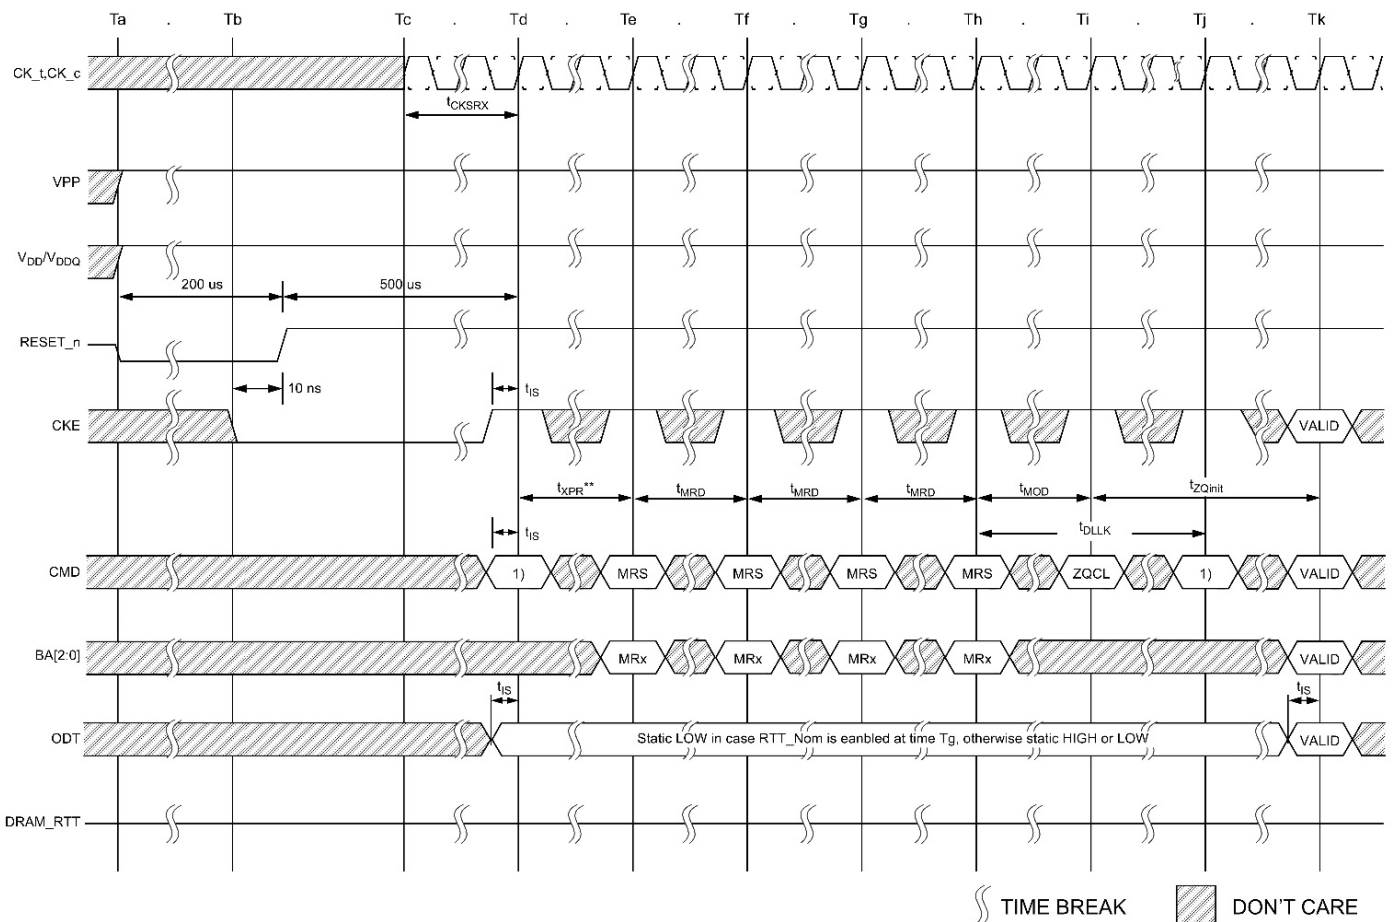 Ta . Tb Tc . Td . Te . Tf . Tg . Th . Ti . Tj . Tk
CK_t,CK_c
tCKSRX
VPP
VDD/VDDQ
200 us 500 us
RESET_n
10 ns tIS
CKE VALID
tXPR** tMRD tMRD tMRD tMOD tZQinit
tIS tDLLK
CMD 1) MRS MRS MRS MRS ZQCL 1) VALID
BA[2:0] MRx MRx MRx MRx VALID
tIS tIS
ODT Static LOW in case RTT_Nom is eanbled at time Tg, otherwise static HIGH or LOW VALID
DRAM_RTT
TIME BREAK DON'T CARE